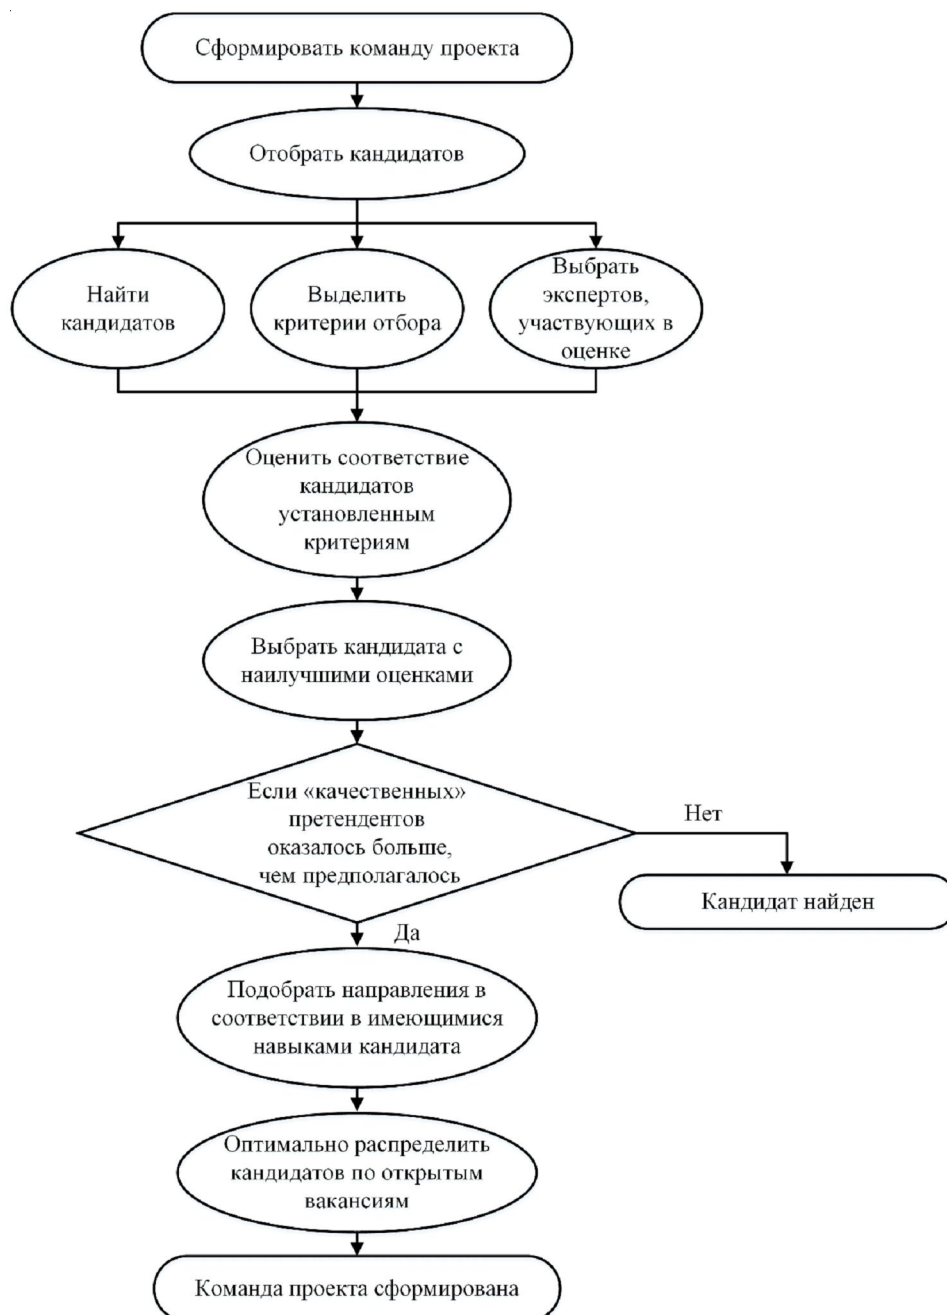 Сформировать команду проекта
Отобрать кандидатов
Найти
кандидатов
Выделить
критерии отбора
Выбрать
экспертов,
участвующих в
оценке
Оценить соответствие
кандидатов
установленным
критериям
Выбрать кандидата с
наилучшими оценками
Если «качественных»
претендентов
оказалось больше,
чем предполагалось
Нет
Кандидат найден
Да
Подобрать направления в
соответствии в имеющимися
навыками кандидата
Оптимально распределить
кандидатов по открытым
вакансиям
Команда проекта сформирована